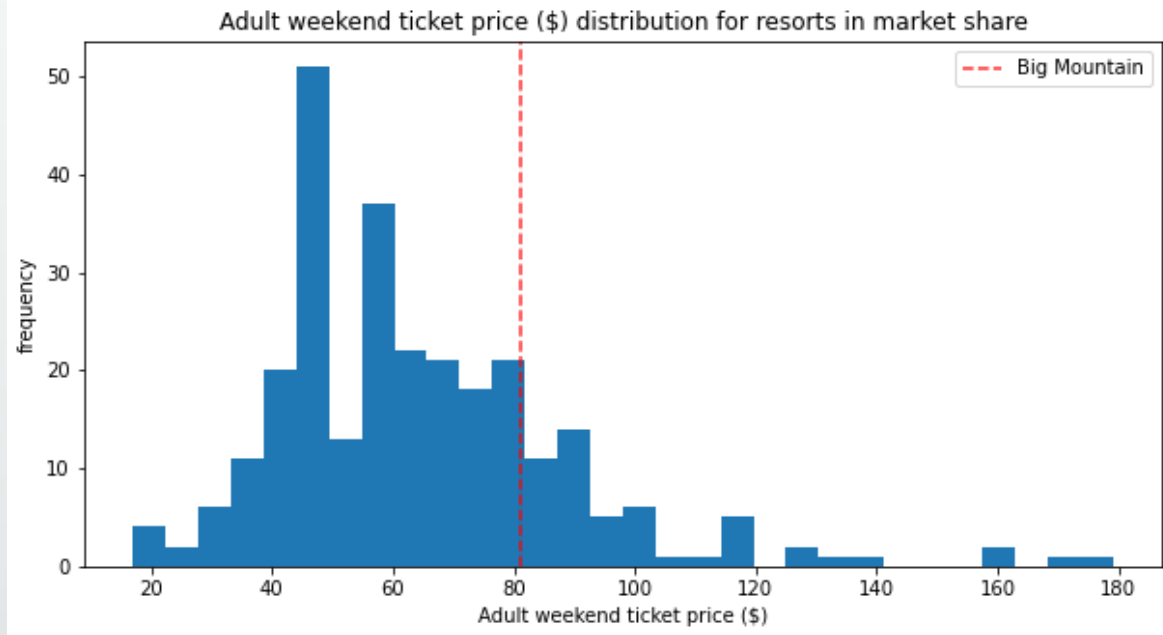 Adult weekend ticket price ($) distribution for resorts in market share
Big Mountain
50
40
30
20
10
0
frequency
20 40 60 80 100 120 140 160 180
Adult weekend ticket price ($)